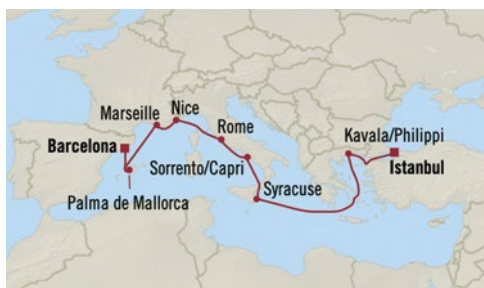 Marseille
Nice
Rome
Kavala/Philippi
Barcelona
Sorrento/Capri
Istanbul
Syracuse
Palma de Mallorca